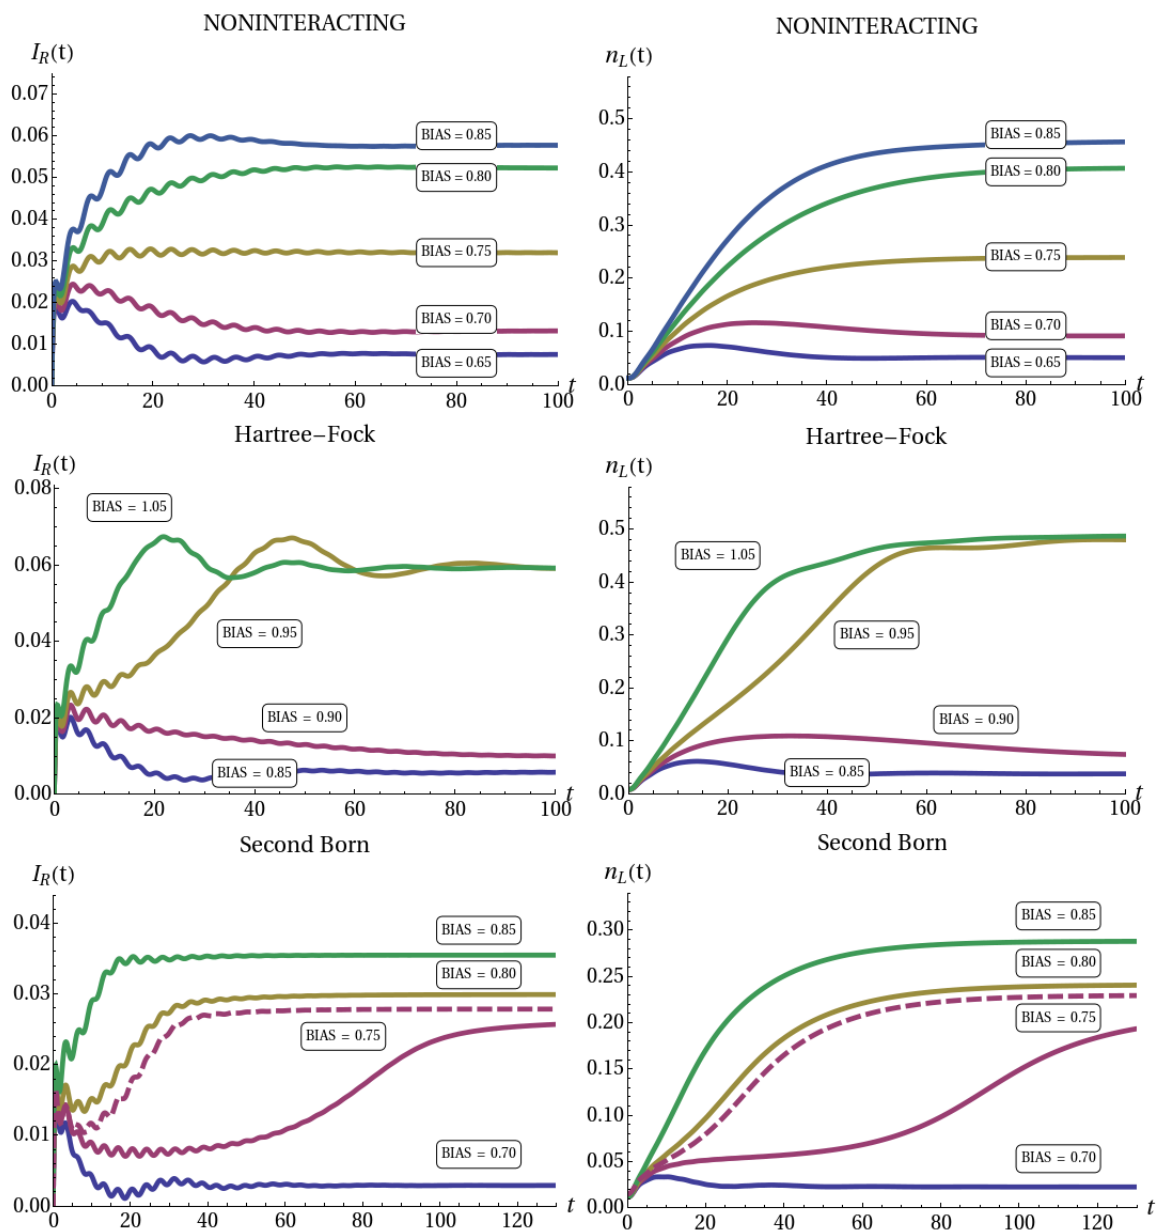 NONINTERACTING
I_R(t)
0.07
0.06
0.05
0.04
0.03
0.02
0.01
0.00
BIAS = 0.85
BIAS = 0.80
BIAS = 0.75
BIAS = 0.70
BIAS = 0.65
0 20 40 60 80 100 t
NONINTERACTING
n_L(t)
0.5
0.4
0.3
0.2
0.1
0.0
BIAS = 0.85
BIAS = 0.80
BIAS = 0.75
BIAS = 0.70
BIAS = 0.65
0 20 40 60 80 100 t
Hartree–Fock
I_R(t)
0.08
0.06
0.04
0.02
0.00
BIAS = 1.05
BIAS = 0.95
BIAS = 0.90
BIAS = 0.85
0 20 40 60 80 100 t
Hartree–Fock
n_L(t)
0.5
0.4
0.3
0.2
0.1
0.0
BIAS = 1.05
BIAS = 0.95
BIAS = 0.90
BIAS = 0.85
0 20 40 60 80 100 t
Second Born
I_R(t)
0.04
0.03
0.02
0.01
0.00
BIAS = 0.85
BIAS = 0.80
BIAS = 0.75
BIAS = 0.70
0 20 40 60 80 100 120 t
Second Born
n_L(t)
0.30
0.25
0.20
0.15
0.10
0.05
0.00
BIAS = 0.85
BIAS = 0.80
BIAS = 0.75
BIAS = 0.70
0 20 40 60 80 100 120 t